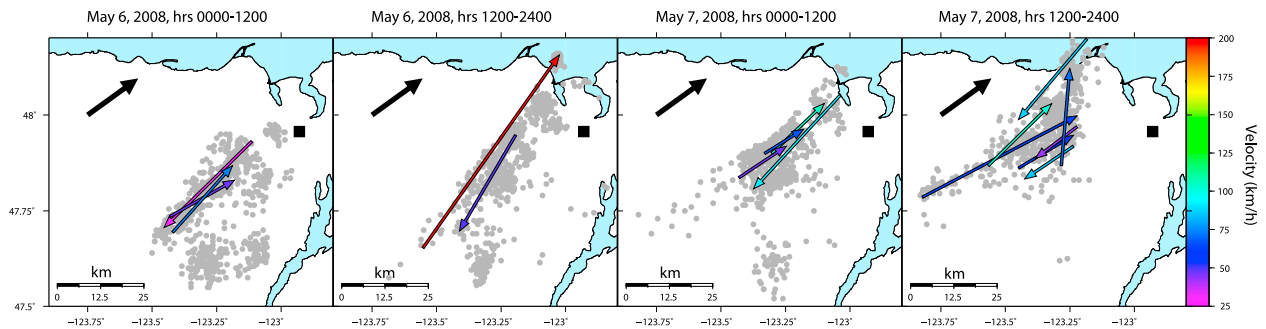 May 6, 2008, hrs 0000-1200
May 6, 2008, hrs 1200-2400
May 7, 2008, hrs 0000-1200
May 7, 2008, hrs 1200-2400
48˚
47.75˚
47.5˚
km
0 12.5 25
km
0 12.5 25
km
0 12.5 25
km
0 12.5 25
−123.75 −123.5 −123.25 −123˚
−123.75 −123.5 −123.25 −123˚
−123.75 −123.5 −123.25 −123˚
−123.75 −123.5 −123.25 −123˚
200
175
150
125
100
75
50
25
Velocity (km/h)